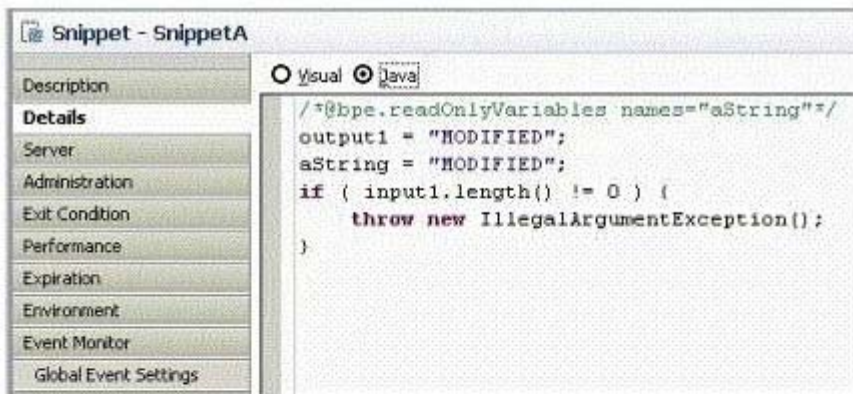 Snippet - SnippetA
Description
Details
Server
Administration
Exit Condition
Performance
Expiration
Environment
Event Monitor
Global Event Settings
Visual Java
/*@bpe.readOnlyVariables names="aString"*/
output1 = "MODIFIED";
aString = "MODIFIED";
if ( input1.length() != 0 ) {
    throw new IllegalArgumentException();
}